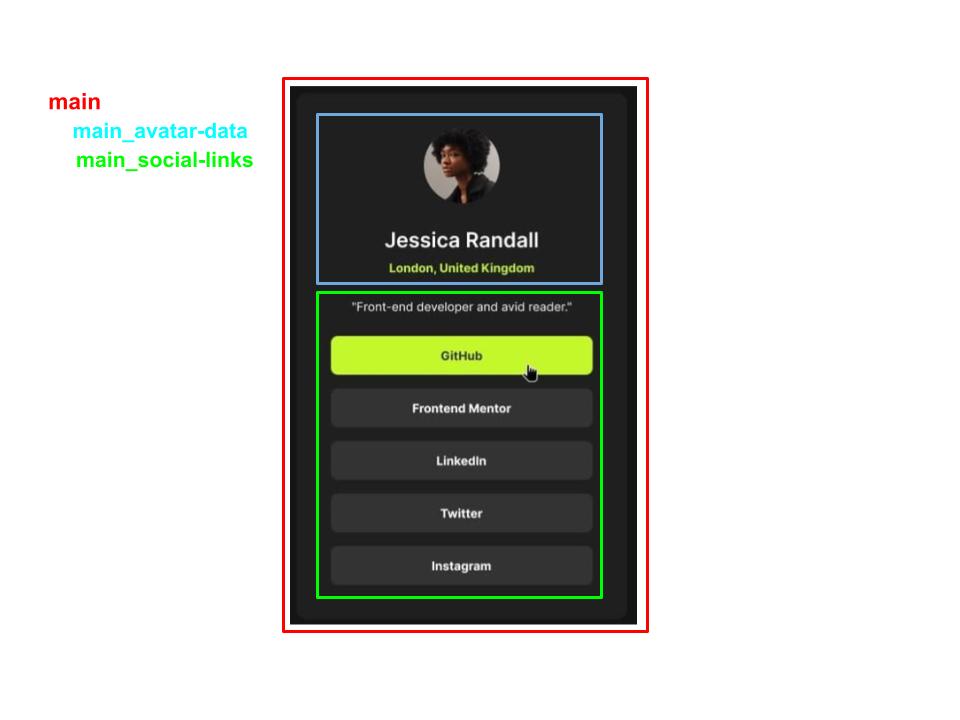 main
main_avatar-data
main_social-links
Jessica Randall
London, United Kingdom
"Front-end developer and avid reader."
GitHub
Frontend Mentor
LinkedIn
Twitter
Instagram